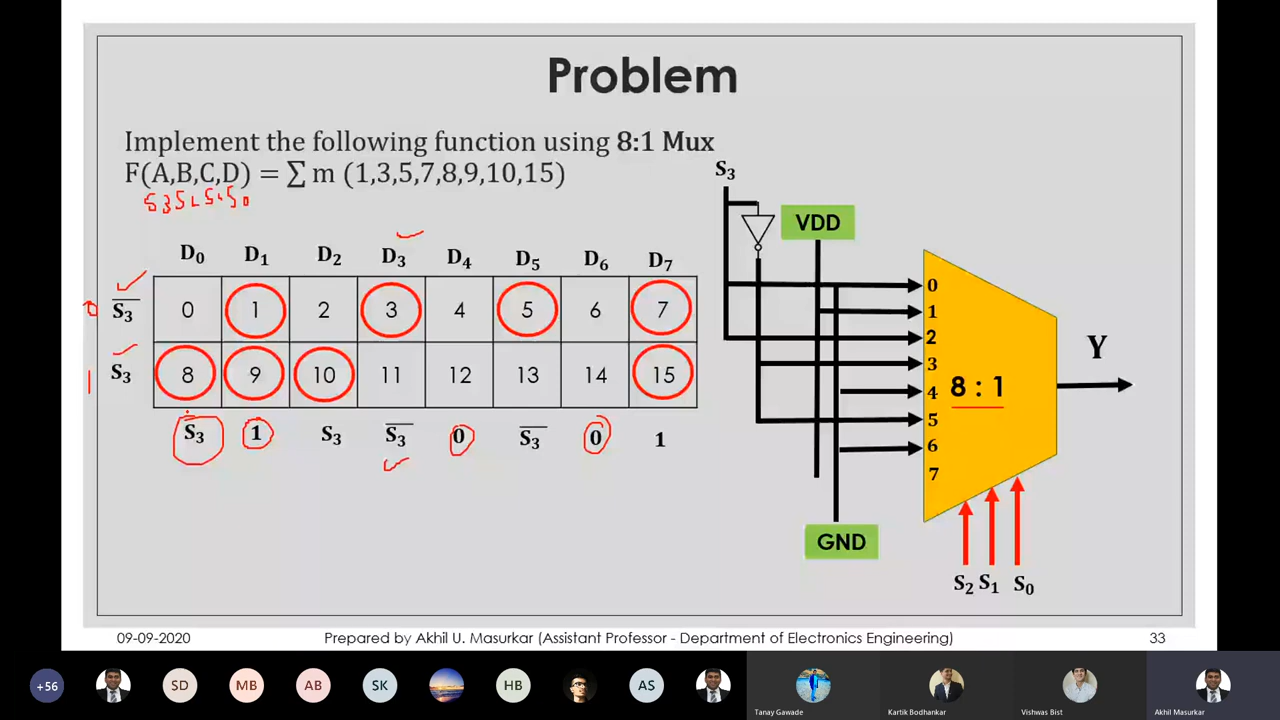 Problem
Implement the following function using 8:1 Mux
F(A,B,C,D) = ∑ m (1,3,5,7,8,9,10,15)
S3 S2 S1 S0
D0 D1 D2 D3 D4 D5 D6 D7
0 S̅3̅ 0 1 2 3 4 5 6 7
1 S3 8 9 10 11 12 13 14 15
S3 1 S3 S̅3̅ 0 S̅3̅ 0 1
S3
VDD
0
1
2
3
4
5
6
7
8 : 1
Y
GND
S2 S1 S0
09-09-2020 Prepared by Akhil U. Masurkar (Assistant Professor - Department of Electronics Engineering) 33
+56 SD MB AB SK HB AS
Tanay Gawade Kartik Bodhankar Vishwas Bist Akhil Masurkar